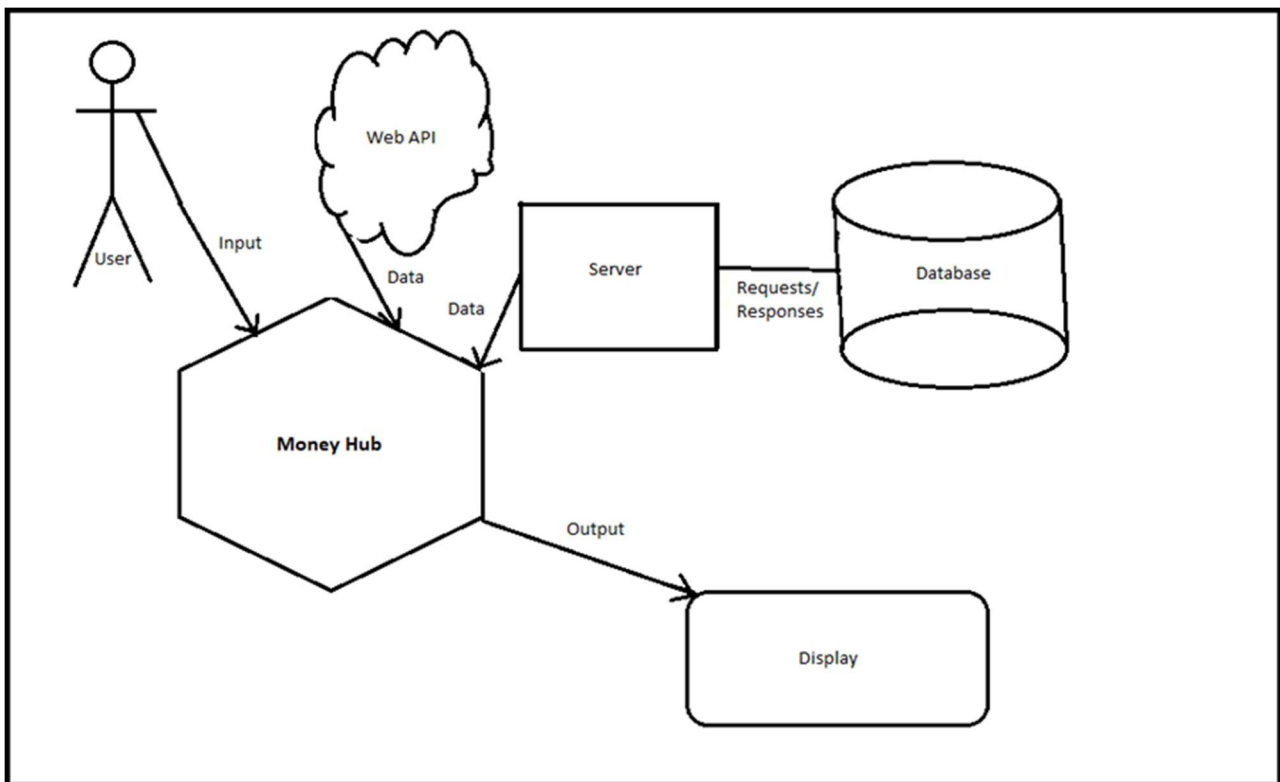 Web API
User
Input
Data
Data
Server
Requests/
Responses
Database
Money Hub
Output
Display